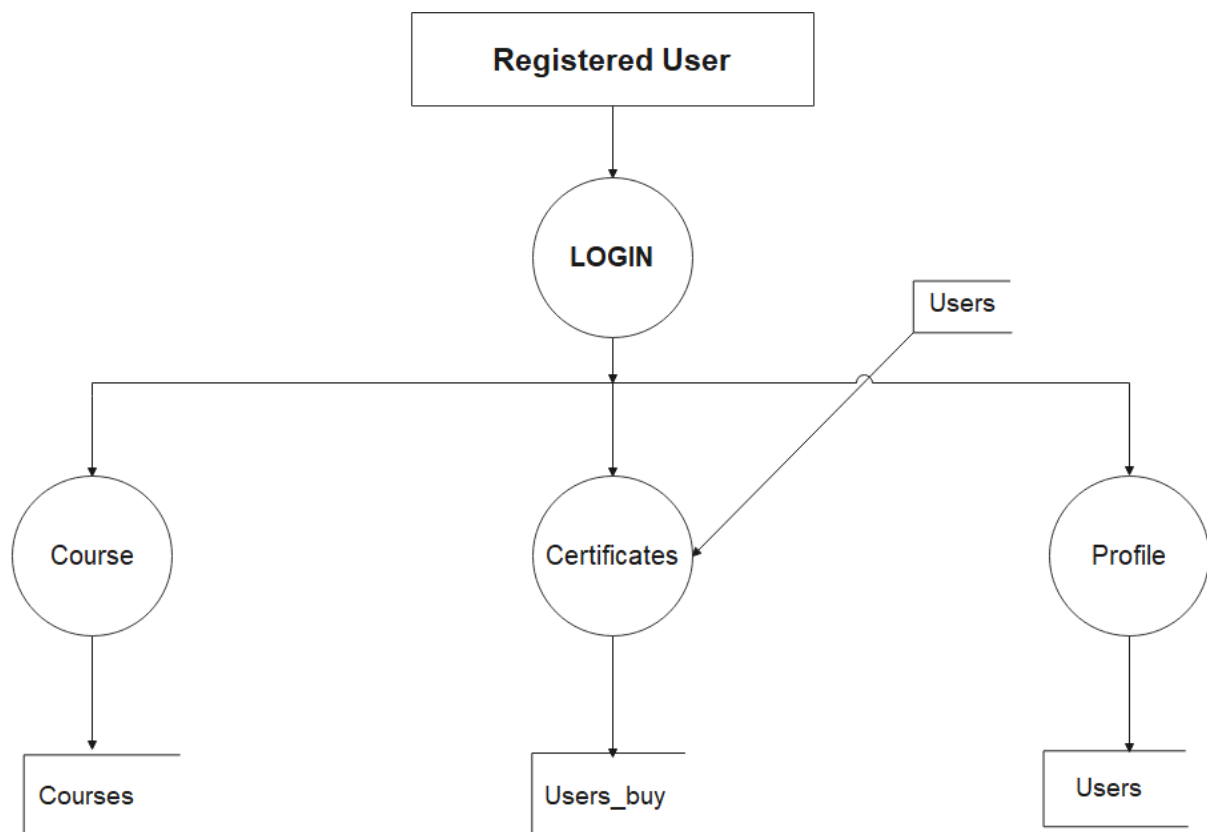 Registered User
LOGIN
Users
Course
Certificates
Profile
Courses
Users_buy
Users